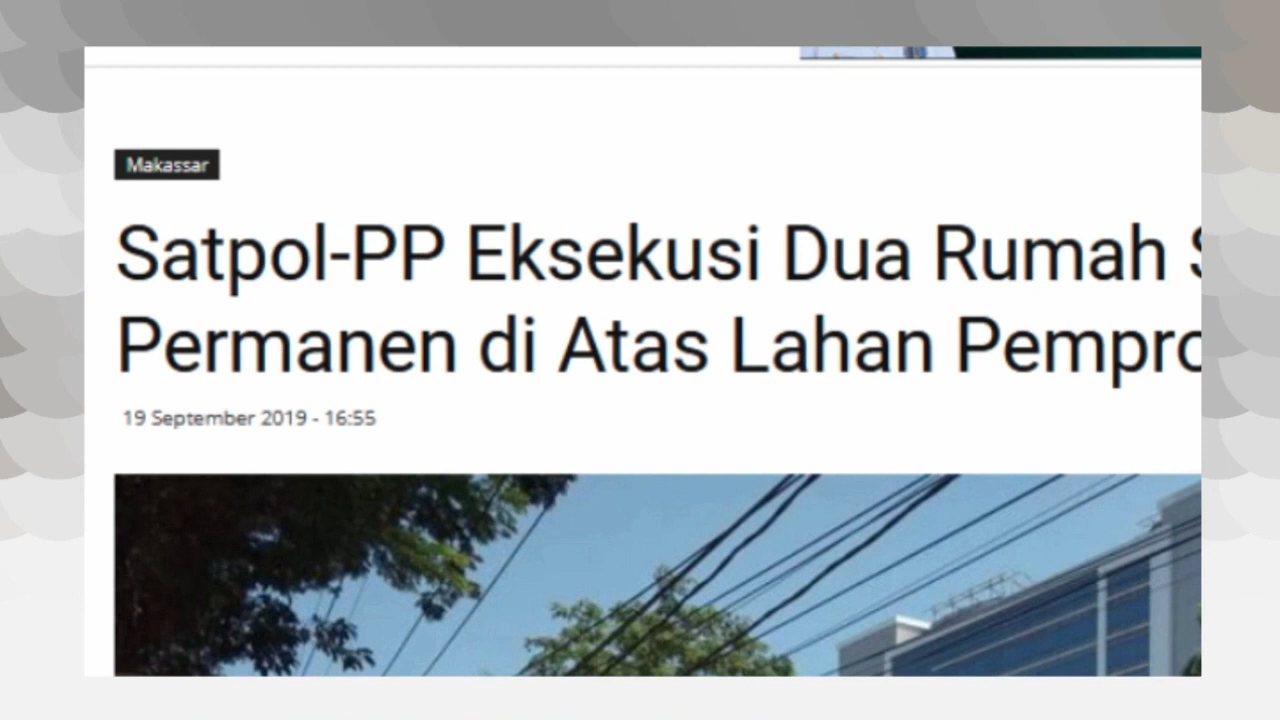 Makassar
Satpol-PP Eksekusi Dua Rumah
Permanen di Atas Lahan
19 September 2019 - 16:55